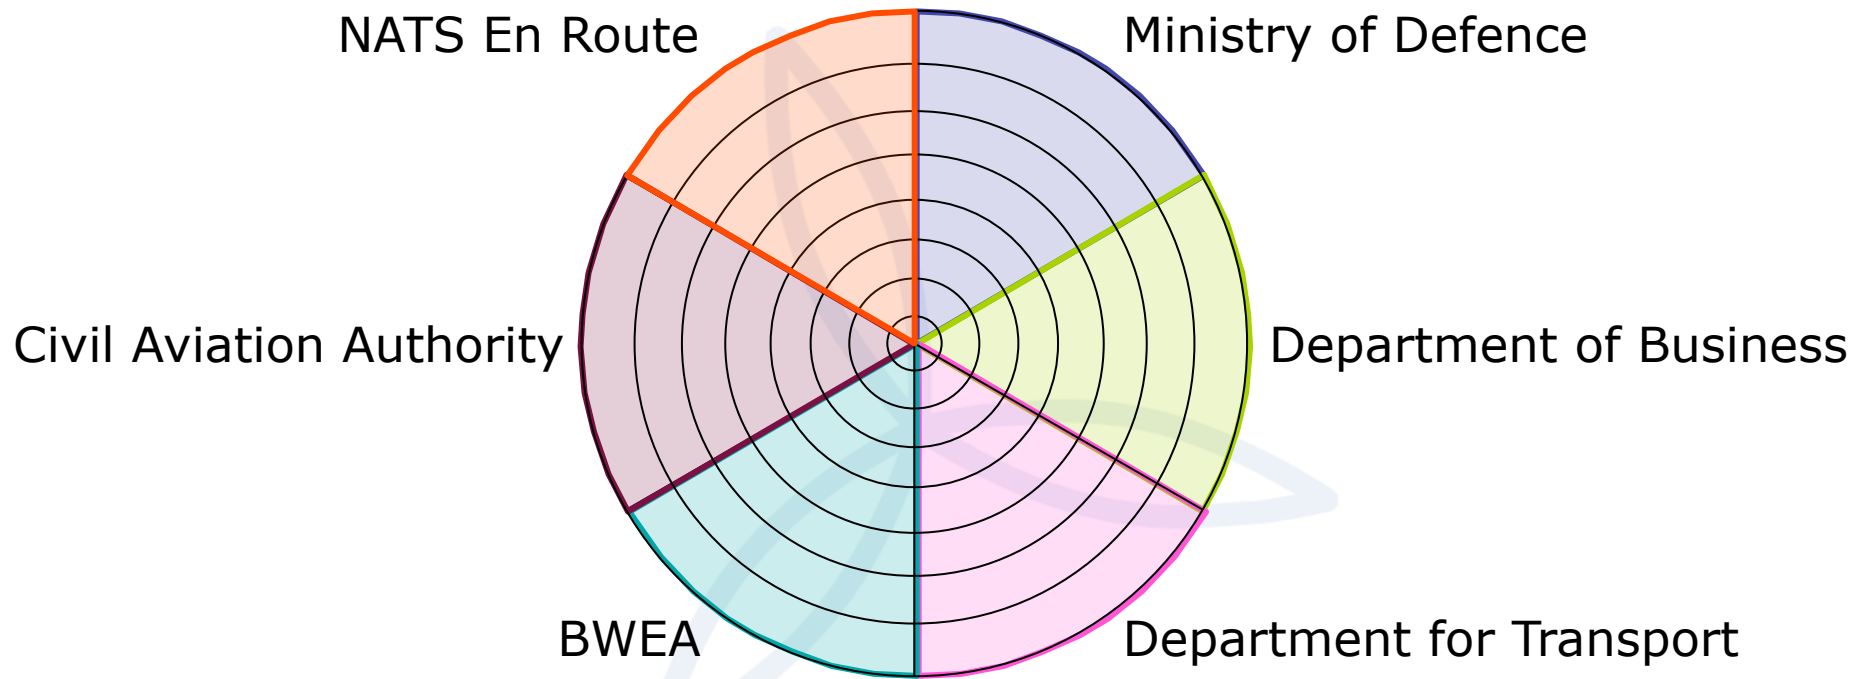 NATS En Route
Ministry of Defence
Civil Aviation Authority
Department of Business
BWEA
Department for Transport